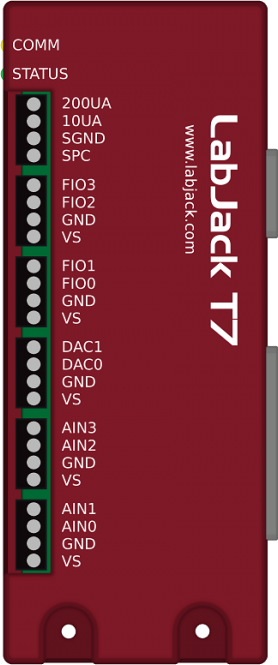 COMM
STATUS
200UA
10UA
SGND
SPC
FIO3
FIO2
GND
VS
FIO1
FIO0
GND
VS
DAC1
DAC0
GND
VS
AIN3
AIN2
GND
VS
AIN1
AIN0
GND
VS
LabJack T7
www.labjack.com